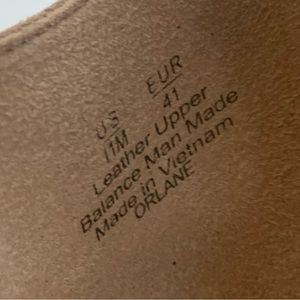 US EUR
11M 41
Leather Upper
Balance Man Made
Made in Vietnam
ORLANE